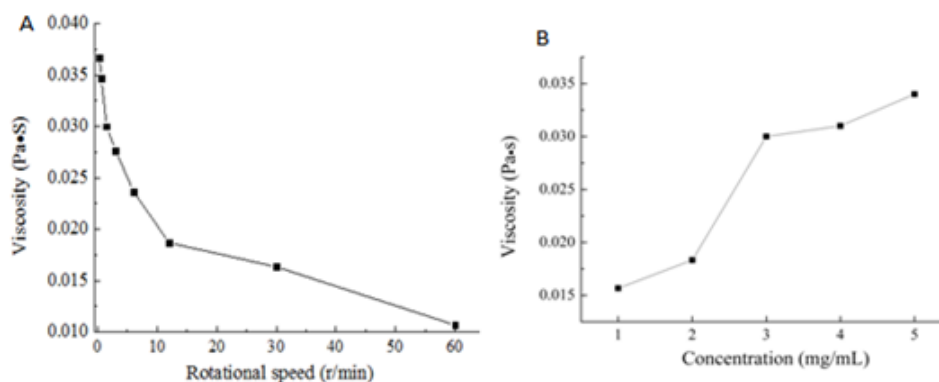 A
0.040
0.035
0.030
0.025
0.020
0.015
0.010
Viscosity (Pa•S)
0 10 20 30 40 50 60
Rotational speed (r/min)
B
0.035
0.030
0.025
0.020
0.015
Viscosity (Pa•s)
1 2 3 4 5
Concentration (mg/mL)